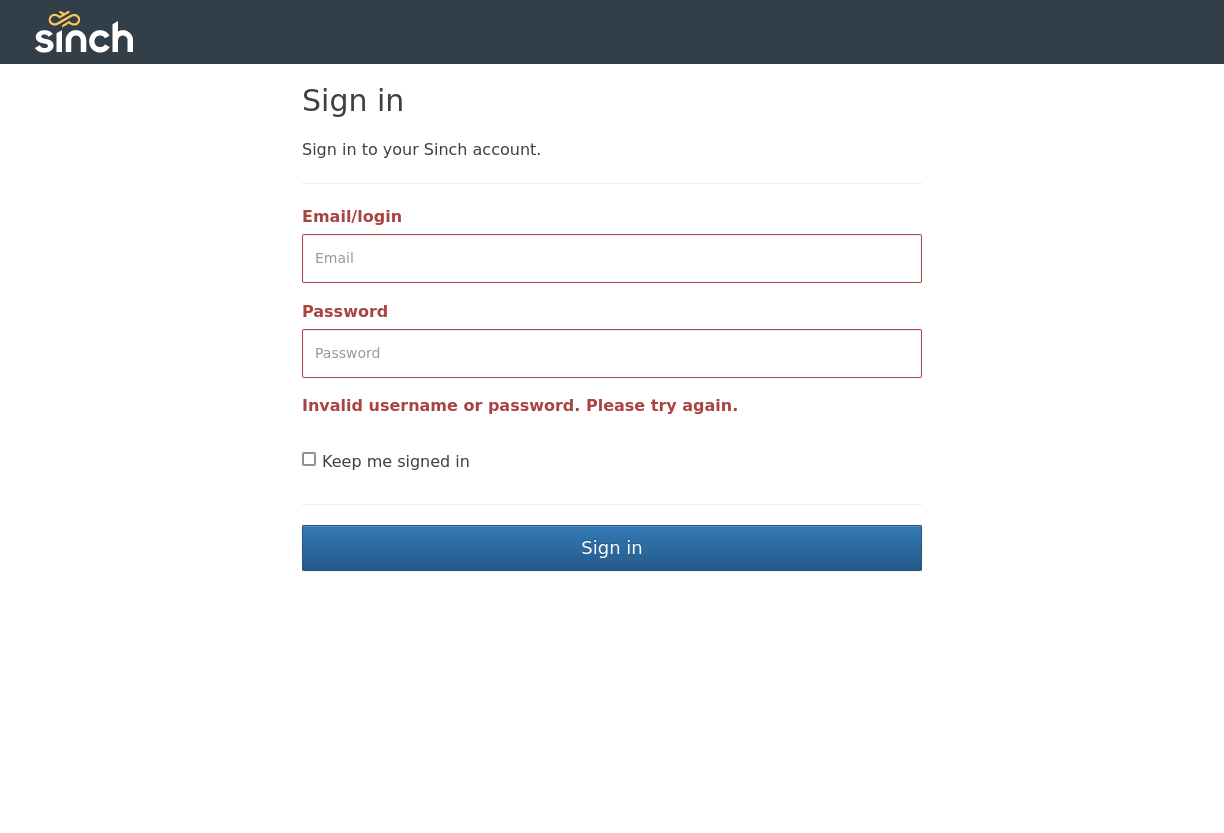 sinch
Sign in
Sign in to your Sinch account.
Email/login
Email
Password
Password
Invalid username or password. Please try again.
Keep me signed in
Sign in